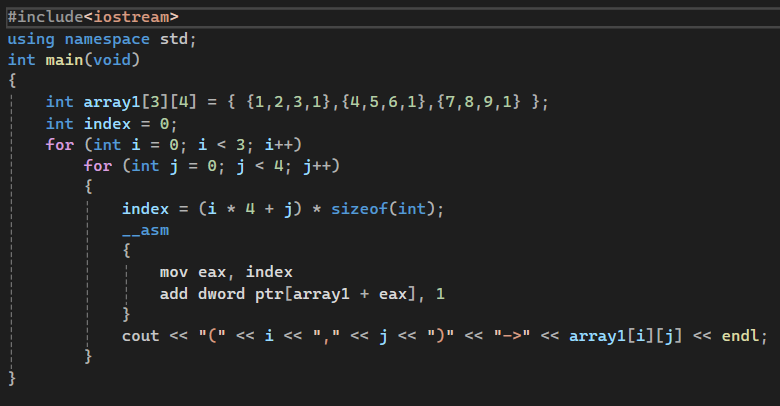 #include<iostream>
using namespace std;
int main(void)
{
    int array1[3][4] = { {1,2,3,1},{4,5,6,1},{7,8,9,1} };
    int index = 0;
    for (int i = 0; i < 3; i++)
        for (int j = 0; j < 4; j++)
        {
            index = (i * 4 + j) * sizeof(int);
            __asm
            {
                mov eax, index
                add dword ptr[array1 + eax], 1
            }
            cout << "(" << i << "," << j << ")" << "->" << array1[i][j] << endl;
        }
}